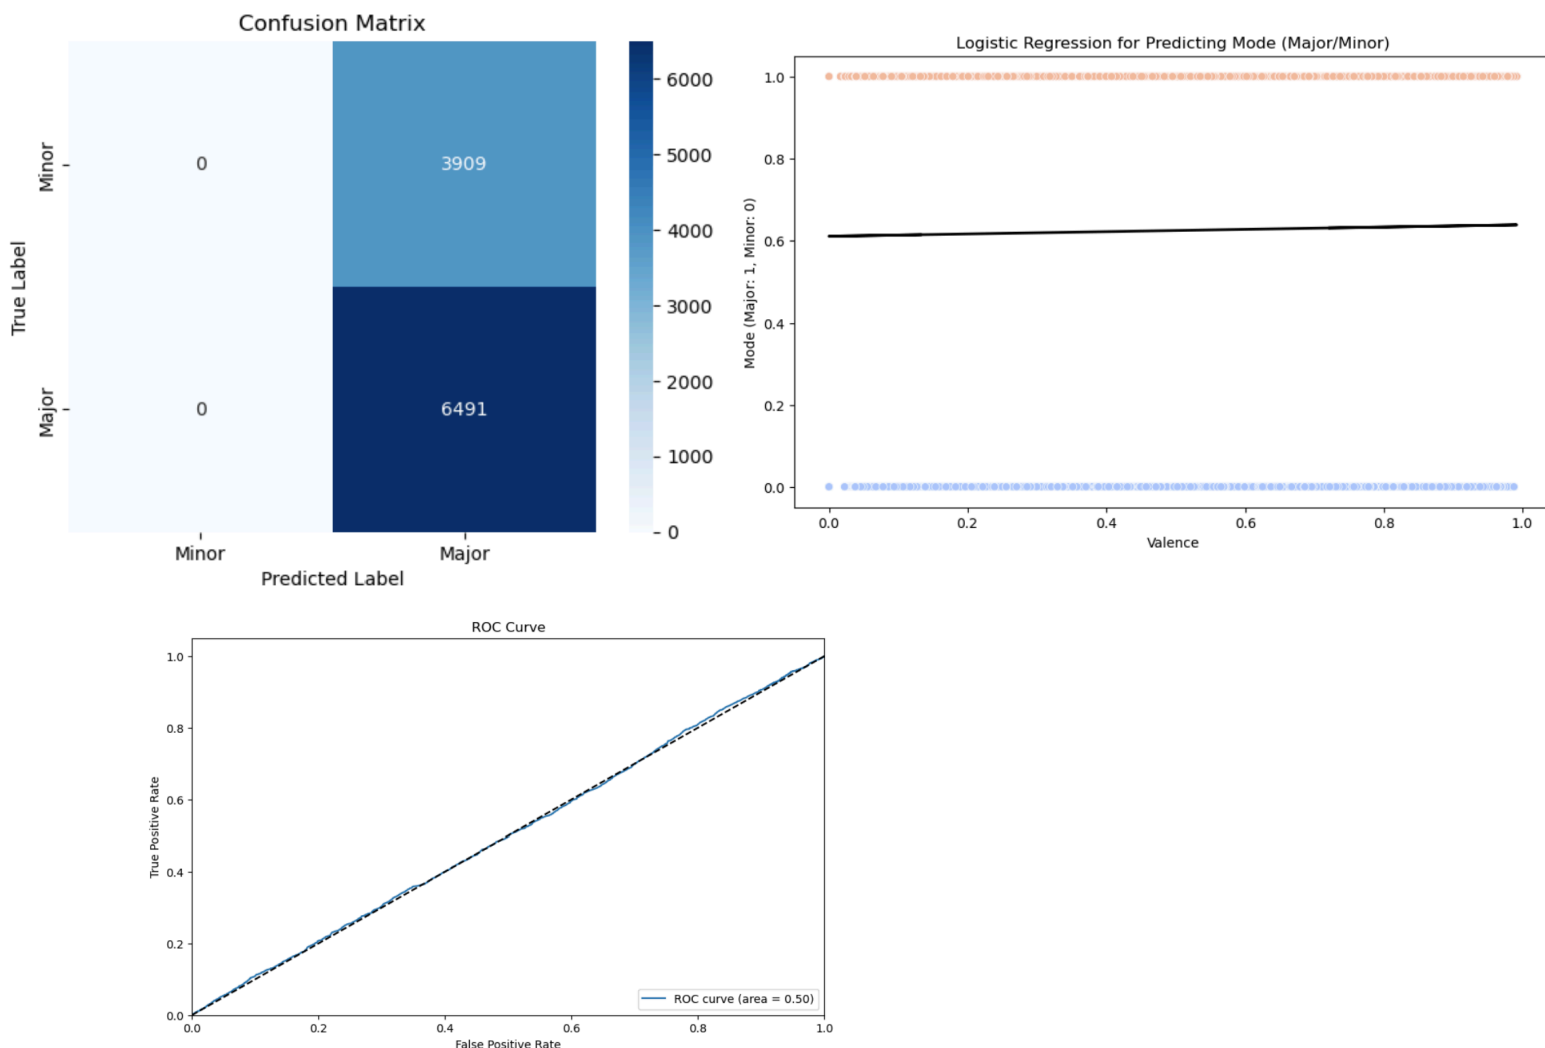 Confusion Matrix
True Label
Minor
Major
0
3909
0
6491
Minor
Major
Predicted Label
6000
5000
4000
3000
2000
1000
0
Logistic Regression for Predicting Mode (Major/Minor)
Mode (Major: 1, Minor: 0)
1.0
0.8
0.6
0.4
0.2
0.0
0.0
0.2
0.4
0.6
0.8
1.0
Valence
ROC Curve
True Positive Rate
1.0
0.8
0.6
0.4
0.2
0.0
ROC curve (area = 0.50)
0.0
0.2
0.4
0.6
0.8
1.0
False Positive Rate